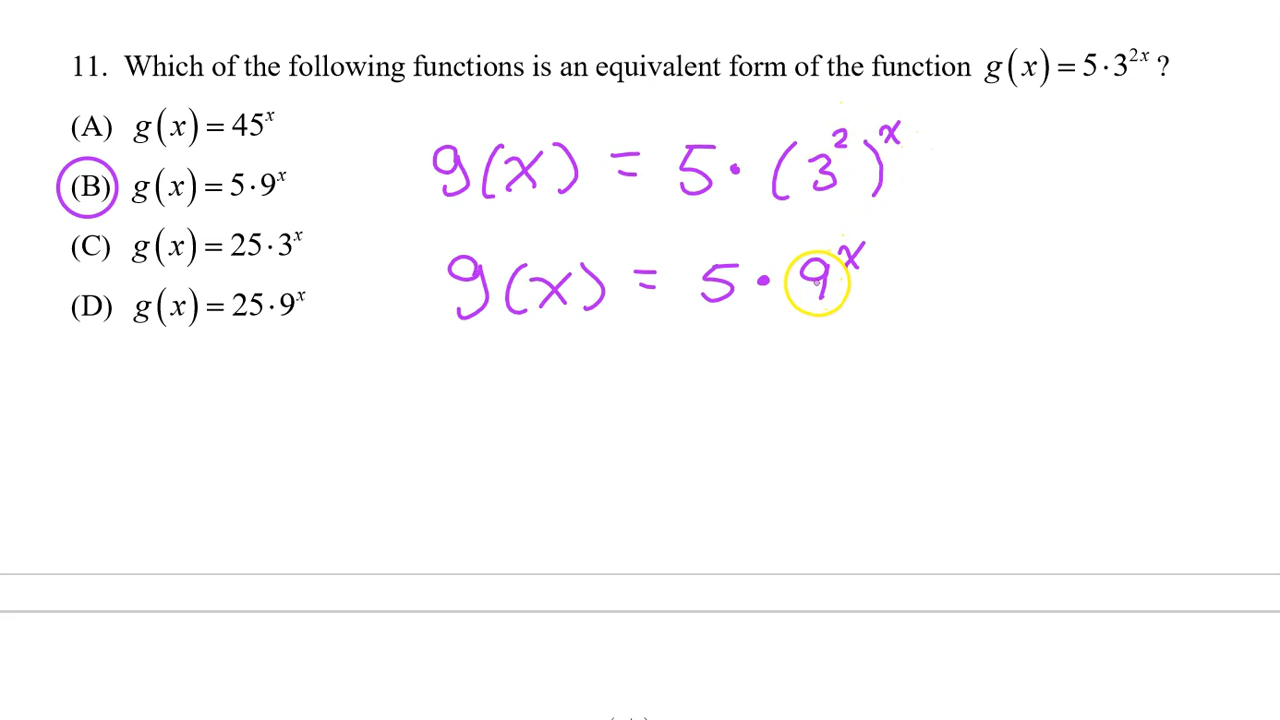 11. Which of the following functions is an equivalent form of the function g(x) = 5·3^{2x} ?
(A) g(x) = 45^x
(B) g(x) = 5·9^x
(C) g(x) = 25·3^x
(D) g(x) = 25·9^x
g(x) = 5·(3^2)^x
g(x) = 5·9^x